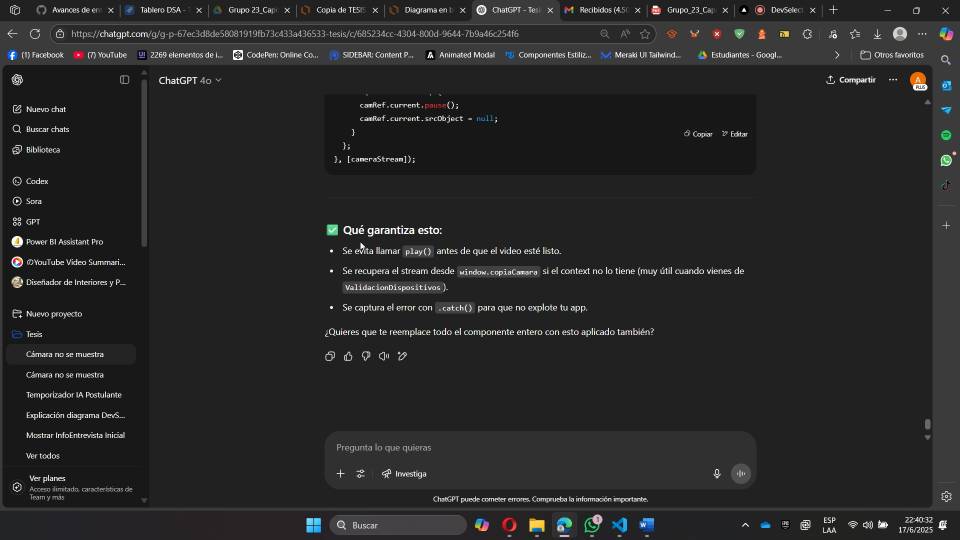 Avances de em
Tablero DSA - T
Grupo 23_Cap
Copia de TESIS
Diagrama en b
ChatGPT - Tesi
Recibidos (4.50
Grupo_23_Cap
DevSelect
https://chatgpt.com/g/g-p-67ec3d8de58081919fb73c433a436533-tesis/c/685234cc-4304-800d-9644-7b9a46c254f6
(1) Facebook
(7) YouTube
2269 elementos de i...
CodePen: Online Co...
SIDEBAR: Content P...
Animated Modal
Componentes Estiliz...
Meraki UI Tailwind...
Estudiantes - Googl...
Otros favoritos
ChatGPT 4o
Compartir
A
PLUS
Nuevo chat
Buscar chats
Biblioteca
Codex
Sora
GPT
Power BI Assistant Pro
YouTube Video Summari...
Diseñador de Interiores y P...
Nuevo proyecto
Tesis
Cámara no se muestra
Cámara no se muestra
Temporizador IA Postulante
Explicación diagrama DevS...
Mostrar InfoEntrevista Inicial
Ver todos
Ver planes
Acceso ilimitado, características de
Team y más
camRef.current.pause();
camRef.current.srcObject = null;
}
};
}, [cameraStream]);
Copiar
Editar
Qué garantiza esto:
• Se evita llamar play() antes de que el video esté listo.
• Se recupera el stream desde window.copiaCamara si el context no lo tiene (muy útil cuando vienes de
ValidacionDispositivos).
• Se captura el error con .catch() para que no explote tu app.
¿Quieres que te reemplace todo el componente entero con esto aplicado también?
Pregunta lo que quieras
Investiga
ChatGPT puede cometer errores. Comprueba la información importante.
Buscar
1
ESP
LAA
22:40:32
17/6/2025